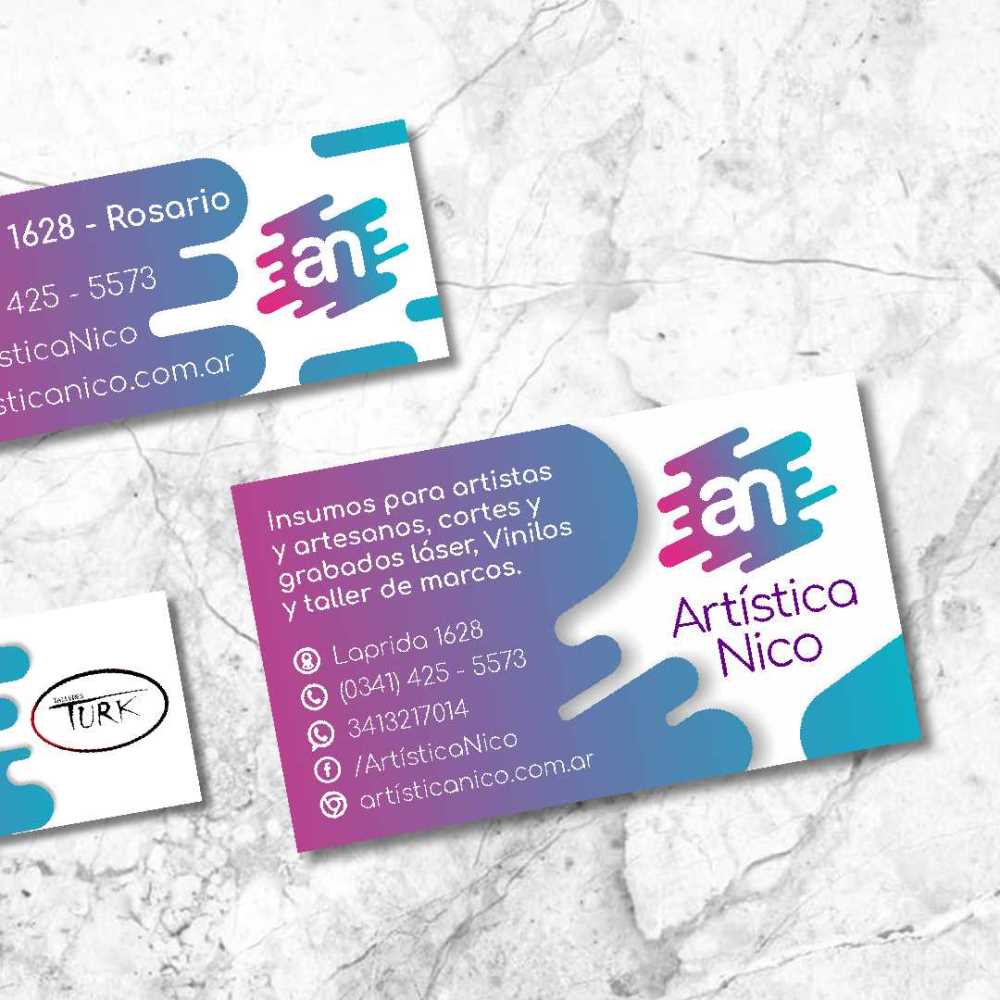 1628 - Rosario
425 - 5573
sticaNico
sticanico.com.ar
an
Insumos para artistas
y artesanos, cortes y
grabados láser, Vinilos
y taller de marcos.
Laprida 1628
(0341) 425 - 5573
3413217014
/ArtísticaNico
artísticanico.com.ar
an
Artística
Nico
TALLERES
TURK